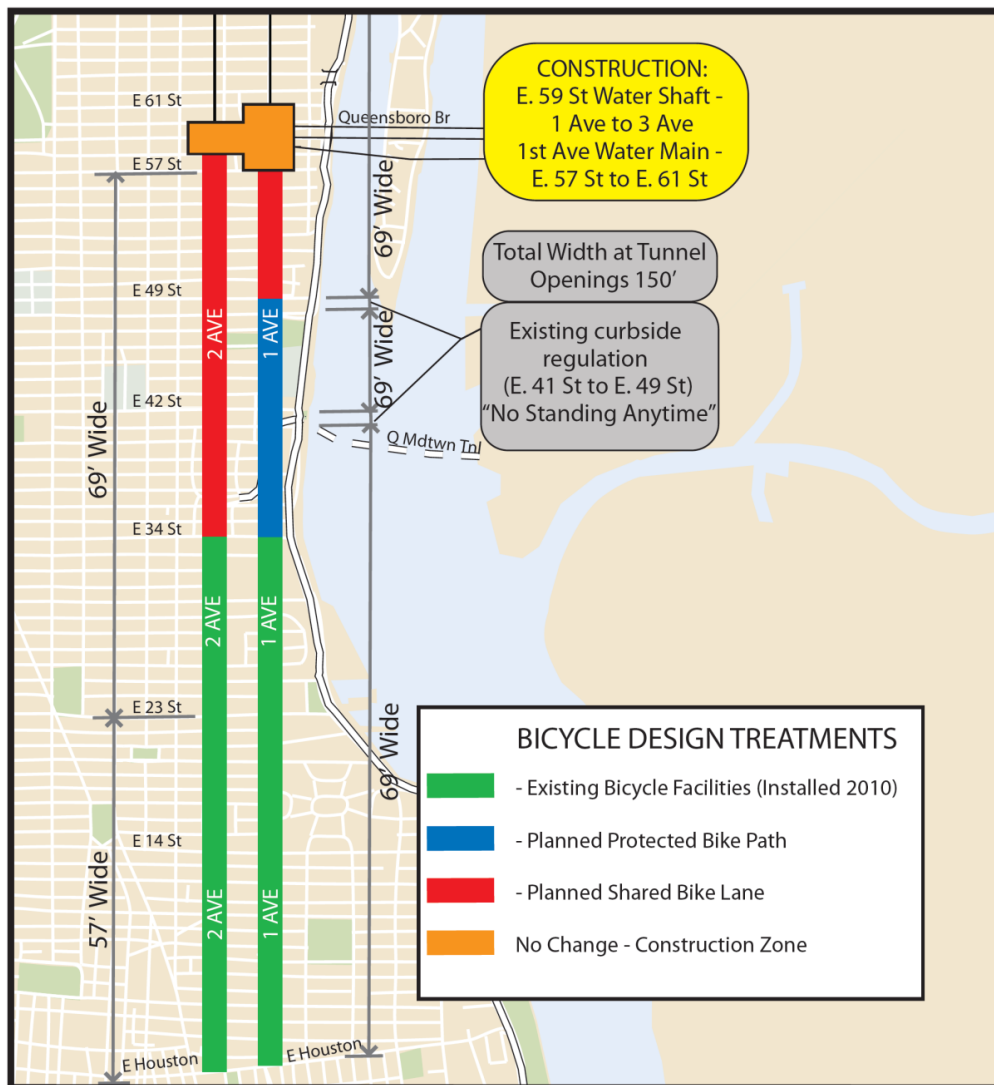 E 61 St
Queensboro Br
CONSTRUCTION:
E. 59 St Water Shaft -
1 Ave to 3 Ave
1st Ave Water Main -
E. 57 St to E. 61 St
E 57 St
69' Wide
Total Width at Tunnel
Openings 150'
E 49 St
2 AVE
1 AVE
69' Wide
Existing curbside
regulation
(E. 41 St to E. 49 St)
“No Standing Anytime”
E 42 St
Q Mdtwn Tnl
69' Wide
E 34 St
2 AVE
1 AVE
E 23 St
69' Wide
BICYCLE DESIGN TREATMENTS
- Existing Bicycle Facilities (Installed 2010)
- Planned Protected Bike Path
- Planned Shared Bike Lane
No Change - Construction Zone
E 14 St
57' Wide
2 AVE
1 AVE
E Houston
E Houston